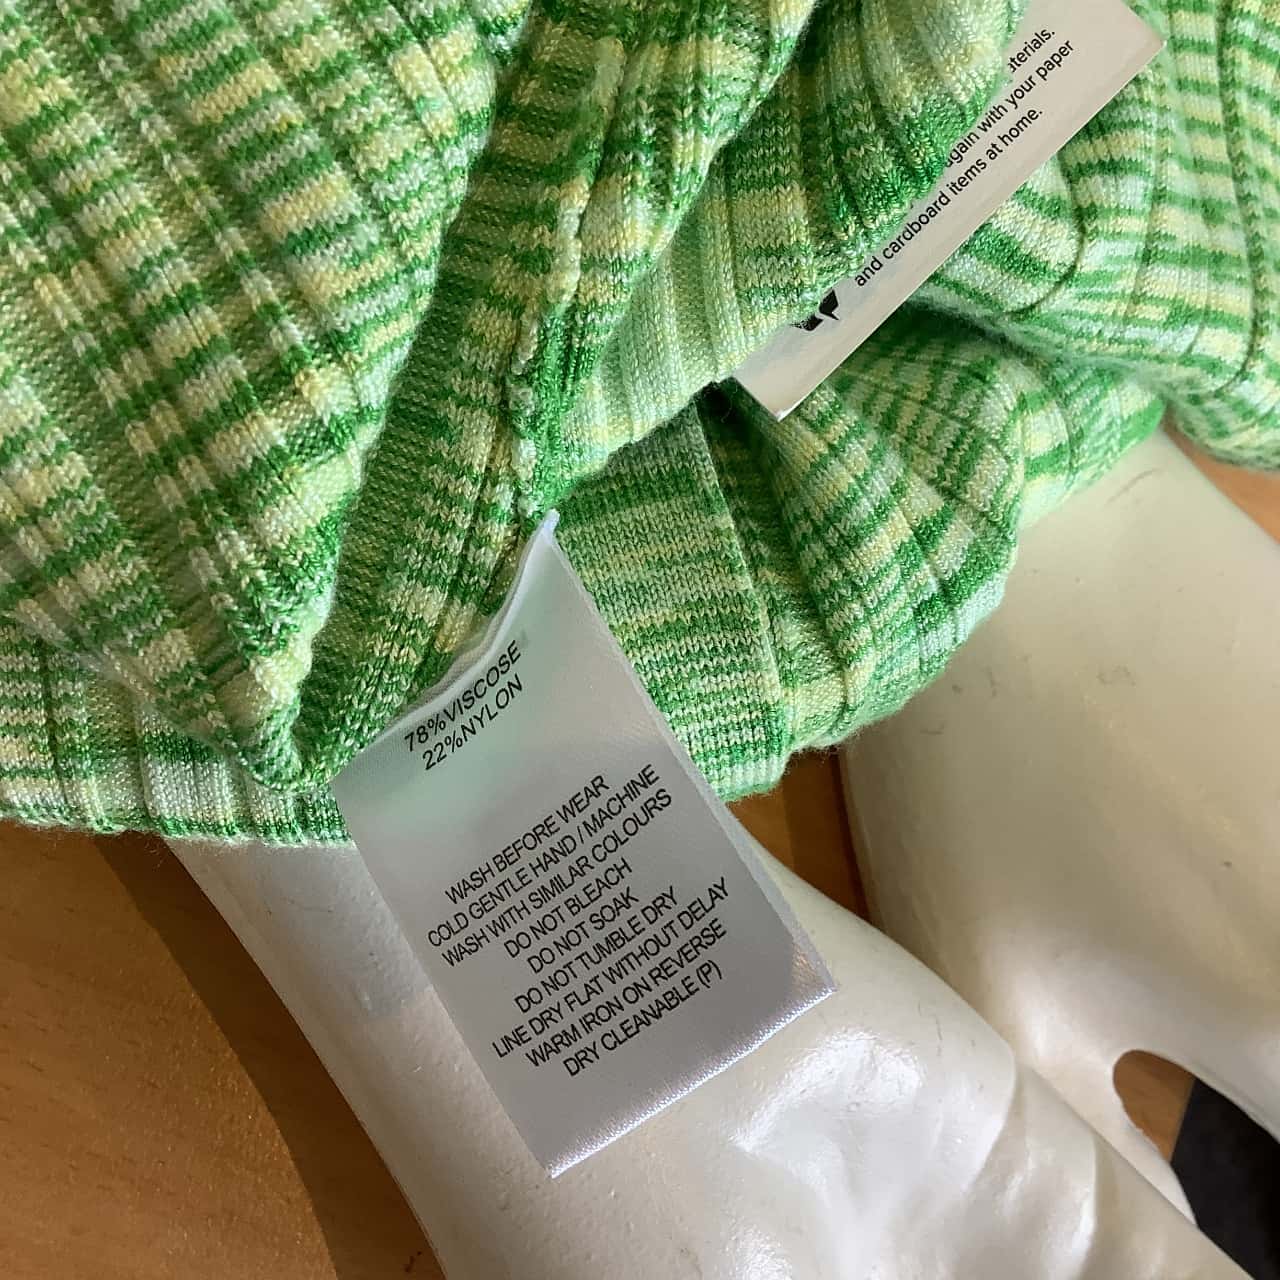 aterials.
again with your paper
and cardboard items at home.
78%VISCOSE
22%NYLON
WASH BEFORE WEAR
COLD GENTLE HAND / MACHINE
WASH WITH SIMILAR COLOURS
DO NOT BLEACH
DO NOT SOAK
DO NOT TUMBLE DRY
LINE DRY FLAT WITHOUT DELAY
WARM IRON ON REVERSE
DRY CLEANABLE (P)